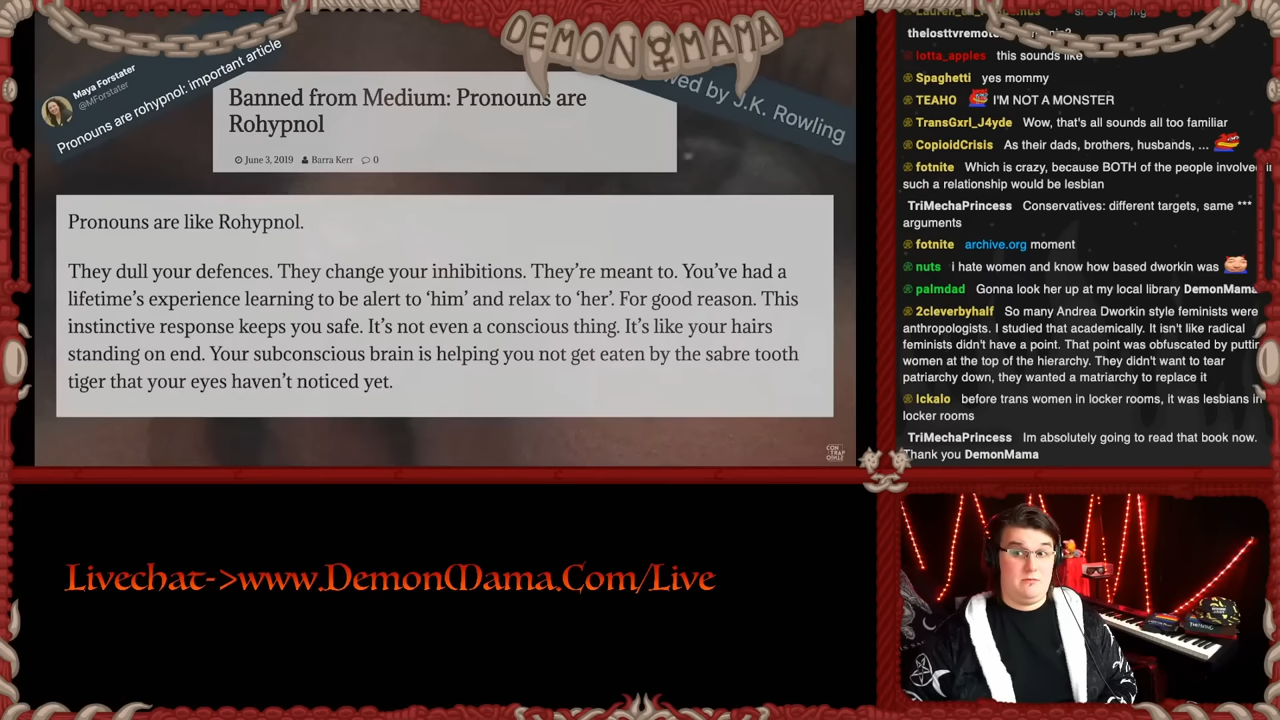 DEMON MAMA
Maya Forstater
@MForstater
Pronouns are rohypnol: important article
by J.K. Rowling
Banned from Medium: Pronouns are
Rohypnol
June 3, 2019 Barra Kerr 0
Pronouns are like Rohypnol.
They dull your defences. They change your inhibitions. They’re meant to. You’ve had a
lifetime’s experience learning to be alert to ‘him’ and relax to ‘her’. For good reason. This
instinctive response keeps you safe. It’s not even a conscious thing. It’s like your hairs
standing on end. Your subconscious brain is helping you not get eaten by the sabre tooth
tiger that your eyes haven’t noticed yet.
Livechat->www.DemonMama.Com/Live
lotta_apples this sounds like
Spaghetti yes mommy
TEAHO I'M NOT A MONSTER
TransGxrl_J4yde Wow, that's all sounds all too familiar
CopioidCrisis As their dads, brothers, husbands, ...
fotnite Which is crazy, because BOTH of the people involved in
such a relationship would be lesbian
TriMechaPrincess Conservatives: different targets, same ***
arguments
fotnite archive.org moment
nuts i hate women and know how based dworkin was
palmdad Gonna look her up at my local library DemonMama
2cleverbyhalf So many Andrea Dworkin style feminists were
anthropologists. I studied that academically. It isn't like radical
feminists didn't have a point. That point was obfuscated by puttin
women at the top of the hierarchy. They didn't want to tear
patriarchy down, they wanted a matriarchy to replace it
Ickalo before trans women in locker rooms, it was lesbians in
locker rooms
TriMechaPrincess Im absolutely going to read that book now.
Thank you DemonMama